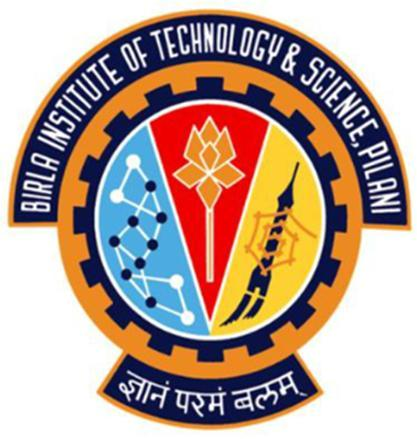 BIRLA INSTITUTE OF TECHNOLOGY & SCIENCE, PILANI
ज्ञानं परमं बलम्